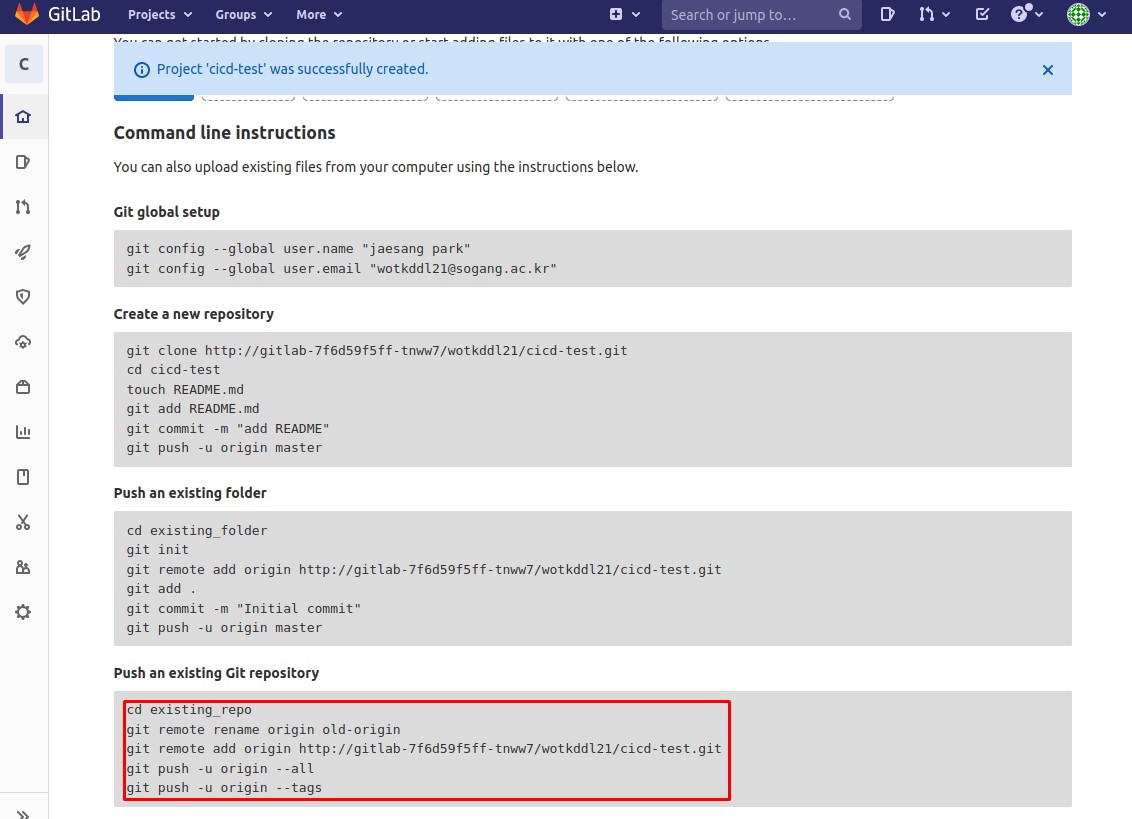 GitLab Projects Groups More Search or jump to...
You can get started by cloning the repository or start adding files to it with one of the following options.
C
Project 'cicd-test' was successfully created.
Command line instructions
You can also upload existing files from your computer using the instructions below.
Git global setup
git config --global user.name "jaesang park"
git config --global user.email "wotkddl21@sogang.ac.kr"
Create a new repository
git clone http://gitlab-7f6d59f5ff-tnww7/wotkddl21/cicd-test.git
cd cicd-test
touch README.md
git add README.md
git commit -m "add README"
git push -u origin master
Push an existing folder
cd existing_folder
git init
git remote add origin http://gitlab-7f6d59f5ff-tnww7/wotkddl21/cicd-test.git
git add .
git commit -m "Initial commit"
git push -u origin master
Push an existing Git repository
cd existing_repo
git remote rename origin old-origin
git remote add origin http://gitlab-7f6d59f5ff-tnww7/wotkddl21/cicd-test.git
git push -u origin --all
git push -u origin --tags